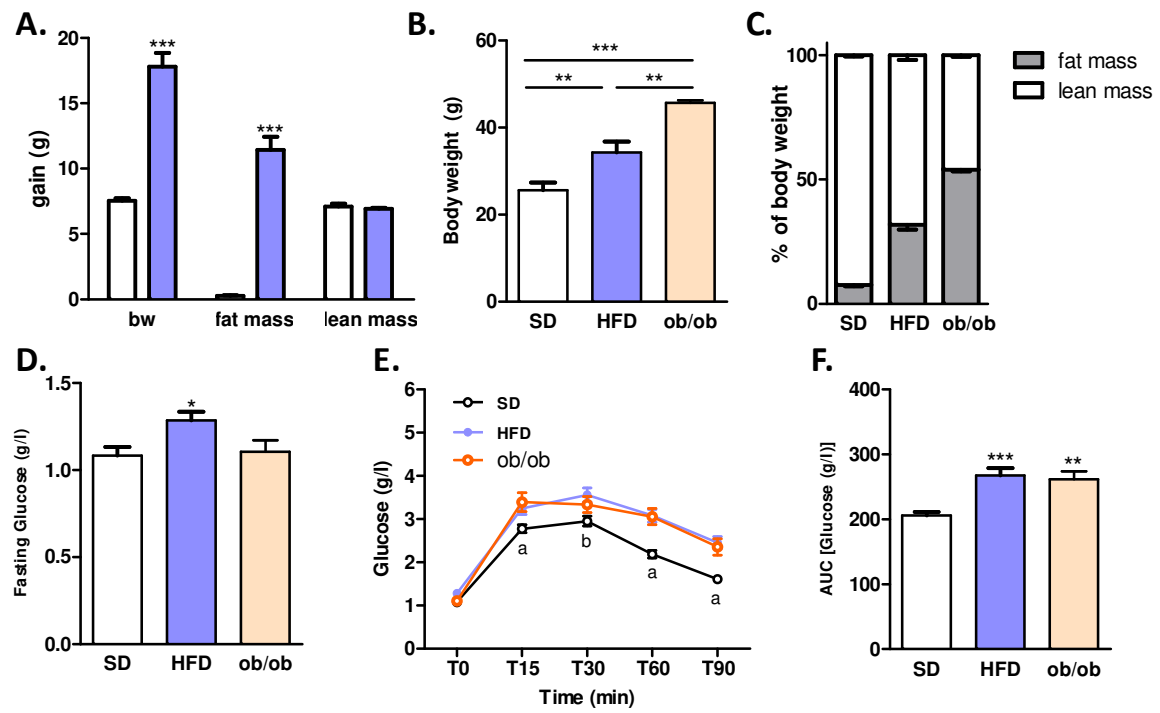 A.
gain (g)
20
15
10
5
0
***
***
bw
fat mass
lean mass
B.
Body weight (g)
60
40
20
0
***
**
**
SD
HFD
ob/ob
C.
% of body weight
100
50
0
SD
HFD
ob/ob
fat mass
lean mass
D.
Fasting Glucose (g/l)
1.5
1.0
0.5
0.0
*
SD
HFD
ob/ob
E.
Glucose (g/l)
6
5
4
3
2
1
0
SD
HFD
ob/ob
a
b
a
a
T0
T15
T30
T60
T90
Time (min)
F.
AUC [Glucose (g/l)]
400
300
200
100
0
***
**
SD
HFD
ob/ob